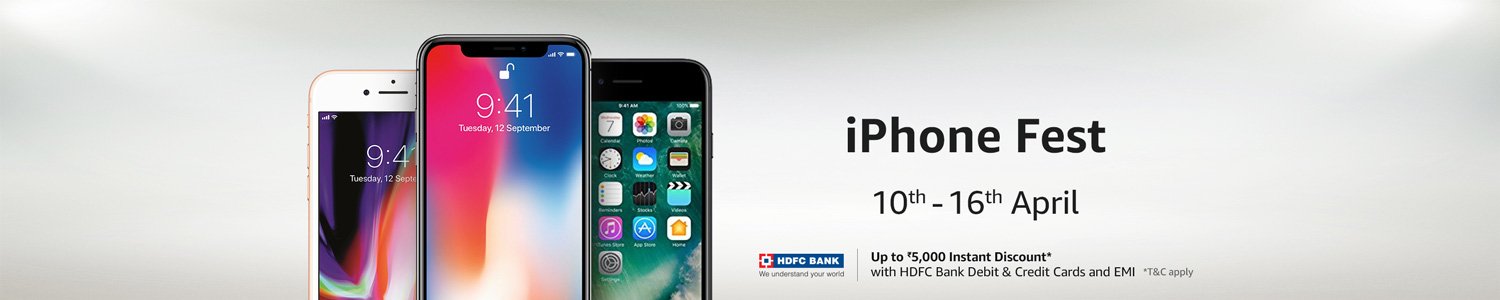 9:41
Tuesday, 12 Septe
9:41
Tuesday, 12 September
9:41 AM
100%
Wednesday
7
Calendar
Photos
Camera
Clock
Weather
Wallet
Reminders
Stocks
Videos
iTunes Store
App Store
Home
Settings
iPhone Fest
10th - 16th April
HDFC BANK
We understand your world
Up to ₹5,000 Instant Discount*
with HDFC Bank Debit & Credit Cards and EMI *T&C apply